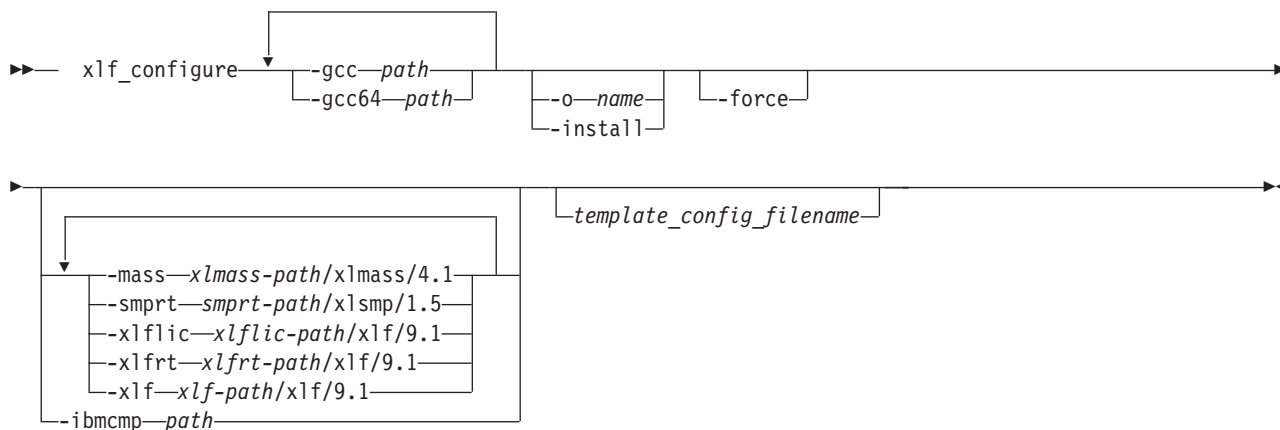 xlf_configure -gcc path -o name -force
-gcc64 path -install
template_config_filename
-mass xlmass-path/xlmass/4.1
-smprt smprt-path/xlsmp/1.5
-xlflic xlflic-path/xlf/9.1
-xlfrt xlfrt-path/xlf/9.1
-xlf xlf-path/xlf/9.1
-ibmcmp path